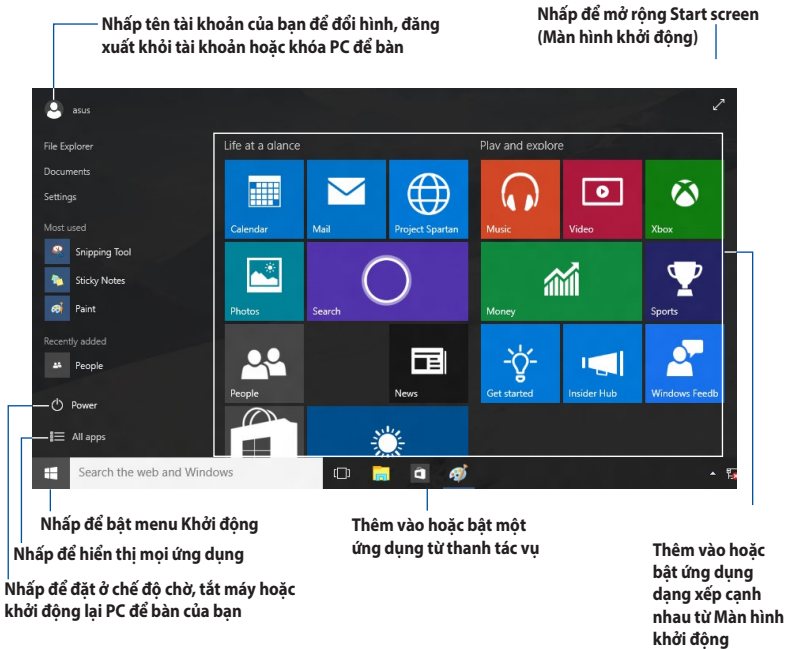 Nhấp tên tài khoản của bạn để đổi hình, đăng
xuất khỏi tài khoản hoặc khóa PC để bàn
Nhấp để mở rộng Start screen
(Màn hình khởi động)
asus
File Explorer
Documents
Settings
Most used
Snipping Tool
Sticky Notes
Paint
Recently added
People
Power
All apps
Life at a glance
Play and explore
Calendar
Mail
Project Spartan
Music
Video
Xbox
Photos
Search
Money
Sports
People
News
Get started
Insider Hub
Windows Feedb
Search the web and Windows
Nhấp để bật menu Khởi động
Nhấp để hiển thị mọi ứng dụng
Nhấp để đặt ở chế độ chờ, tắt máy hoặc
khởi động lại PC để bàn của bạn
Thêm vào hoặc bật một
ứng dụng từ thanh tác vụ
Thêm vào hoặc
bật ứng dụng
dạng xếp cạnh
nhau từ Màn hình
khởi động